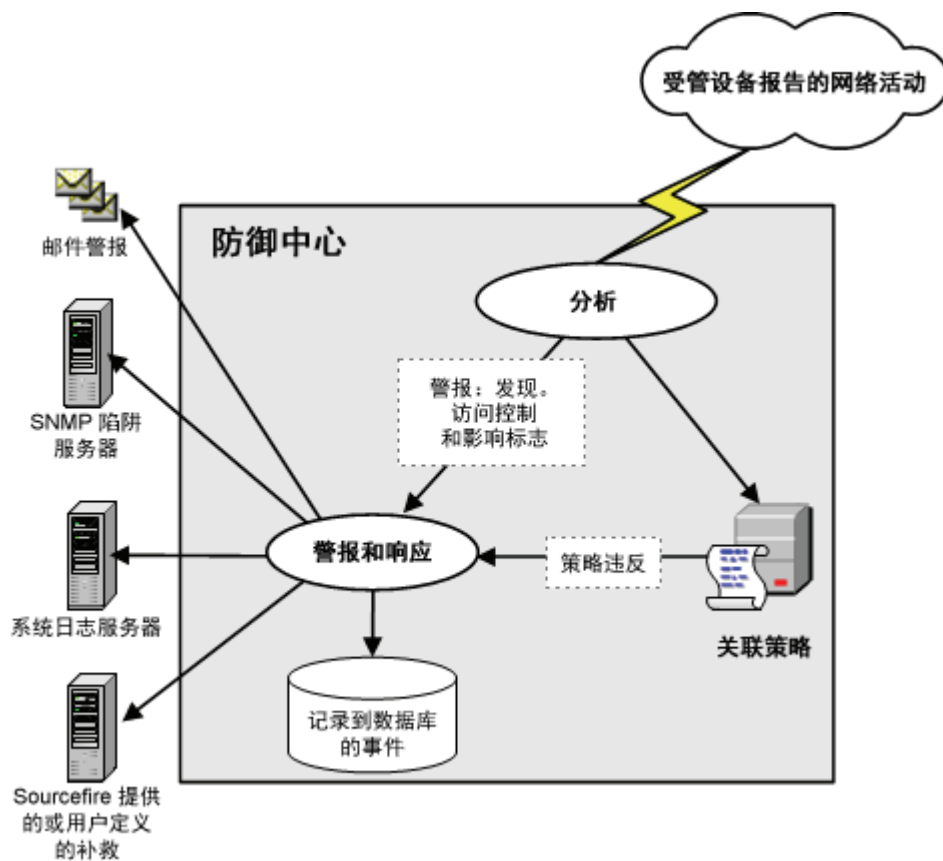 受管设备报告的网络活动
防御中心
分析
邮件警报
警报：发现。
访问控制
和影响标志
SNMP 陷阱
服务器
警报和响应
策略违反
系统日志服务器
关联策略
记录到数据库
的事件
Sourcefire 提供
的或用户定义
的补救